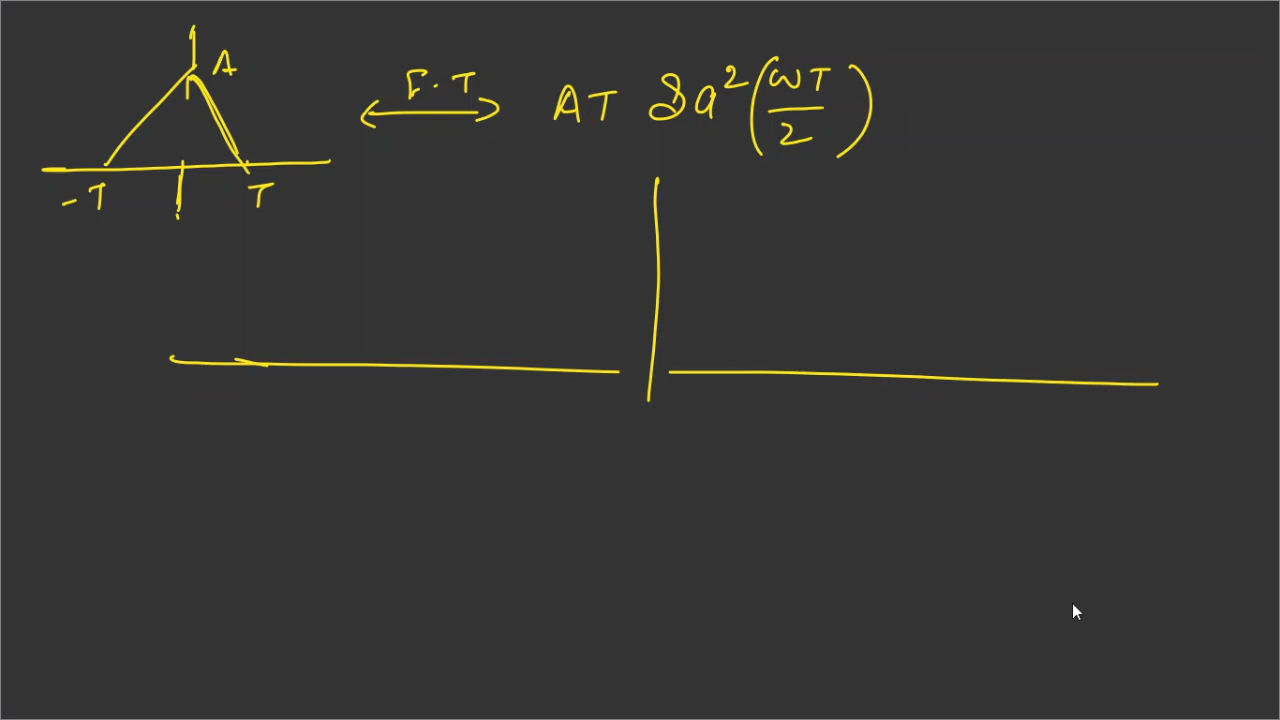 A
F.T
AT Sa²(ωT/2)
-T
T